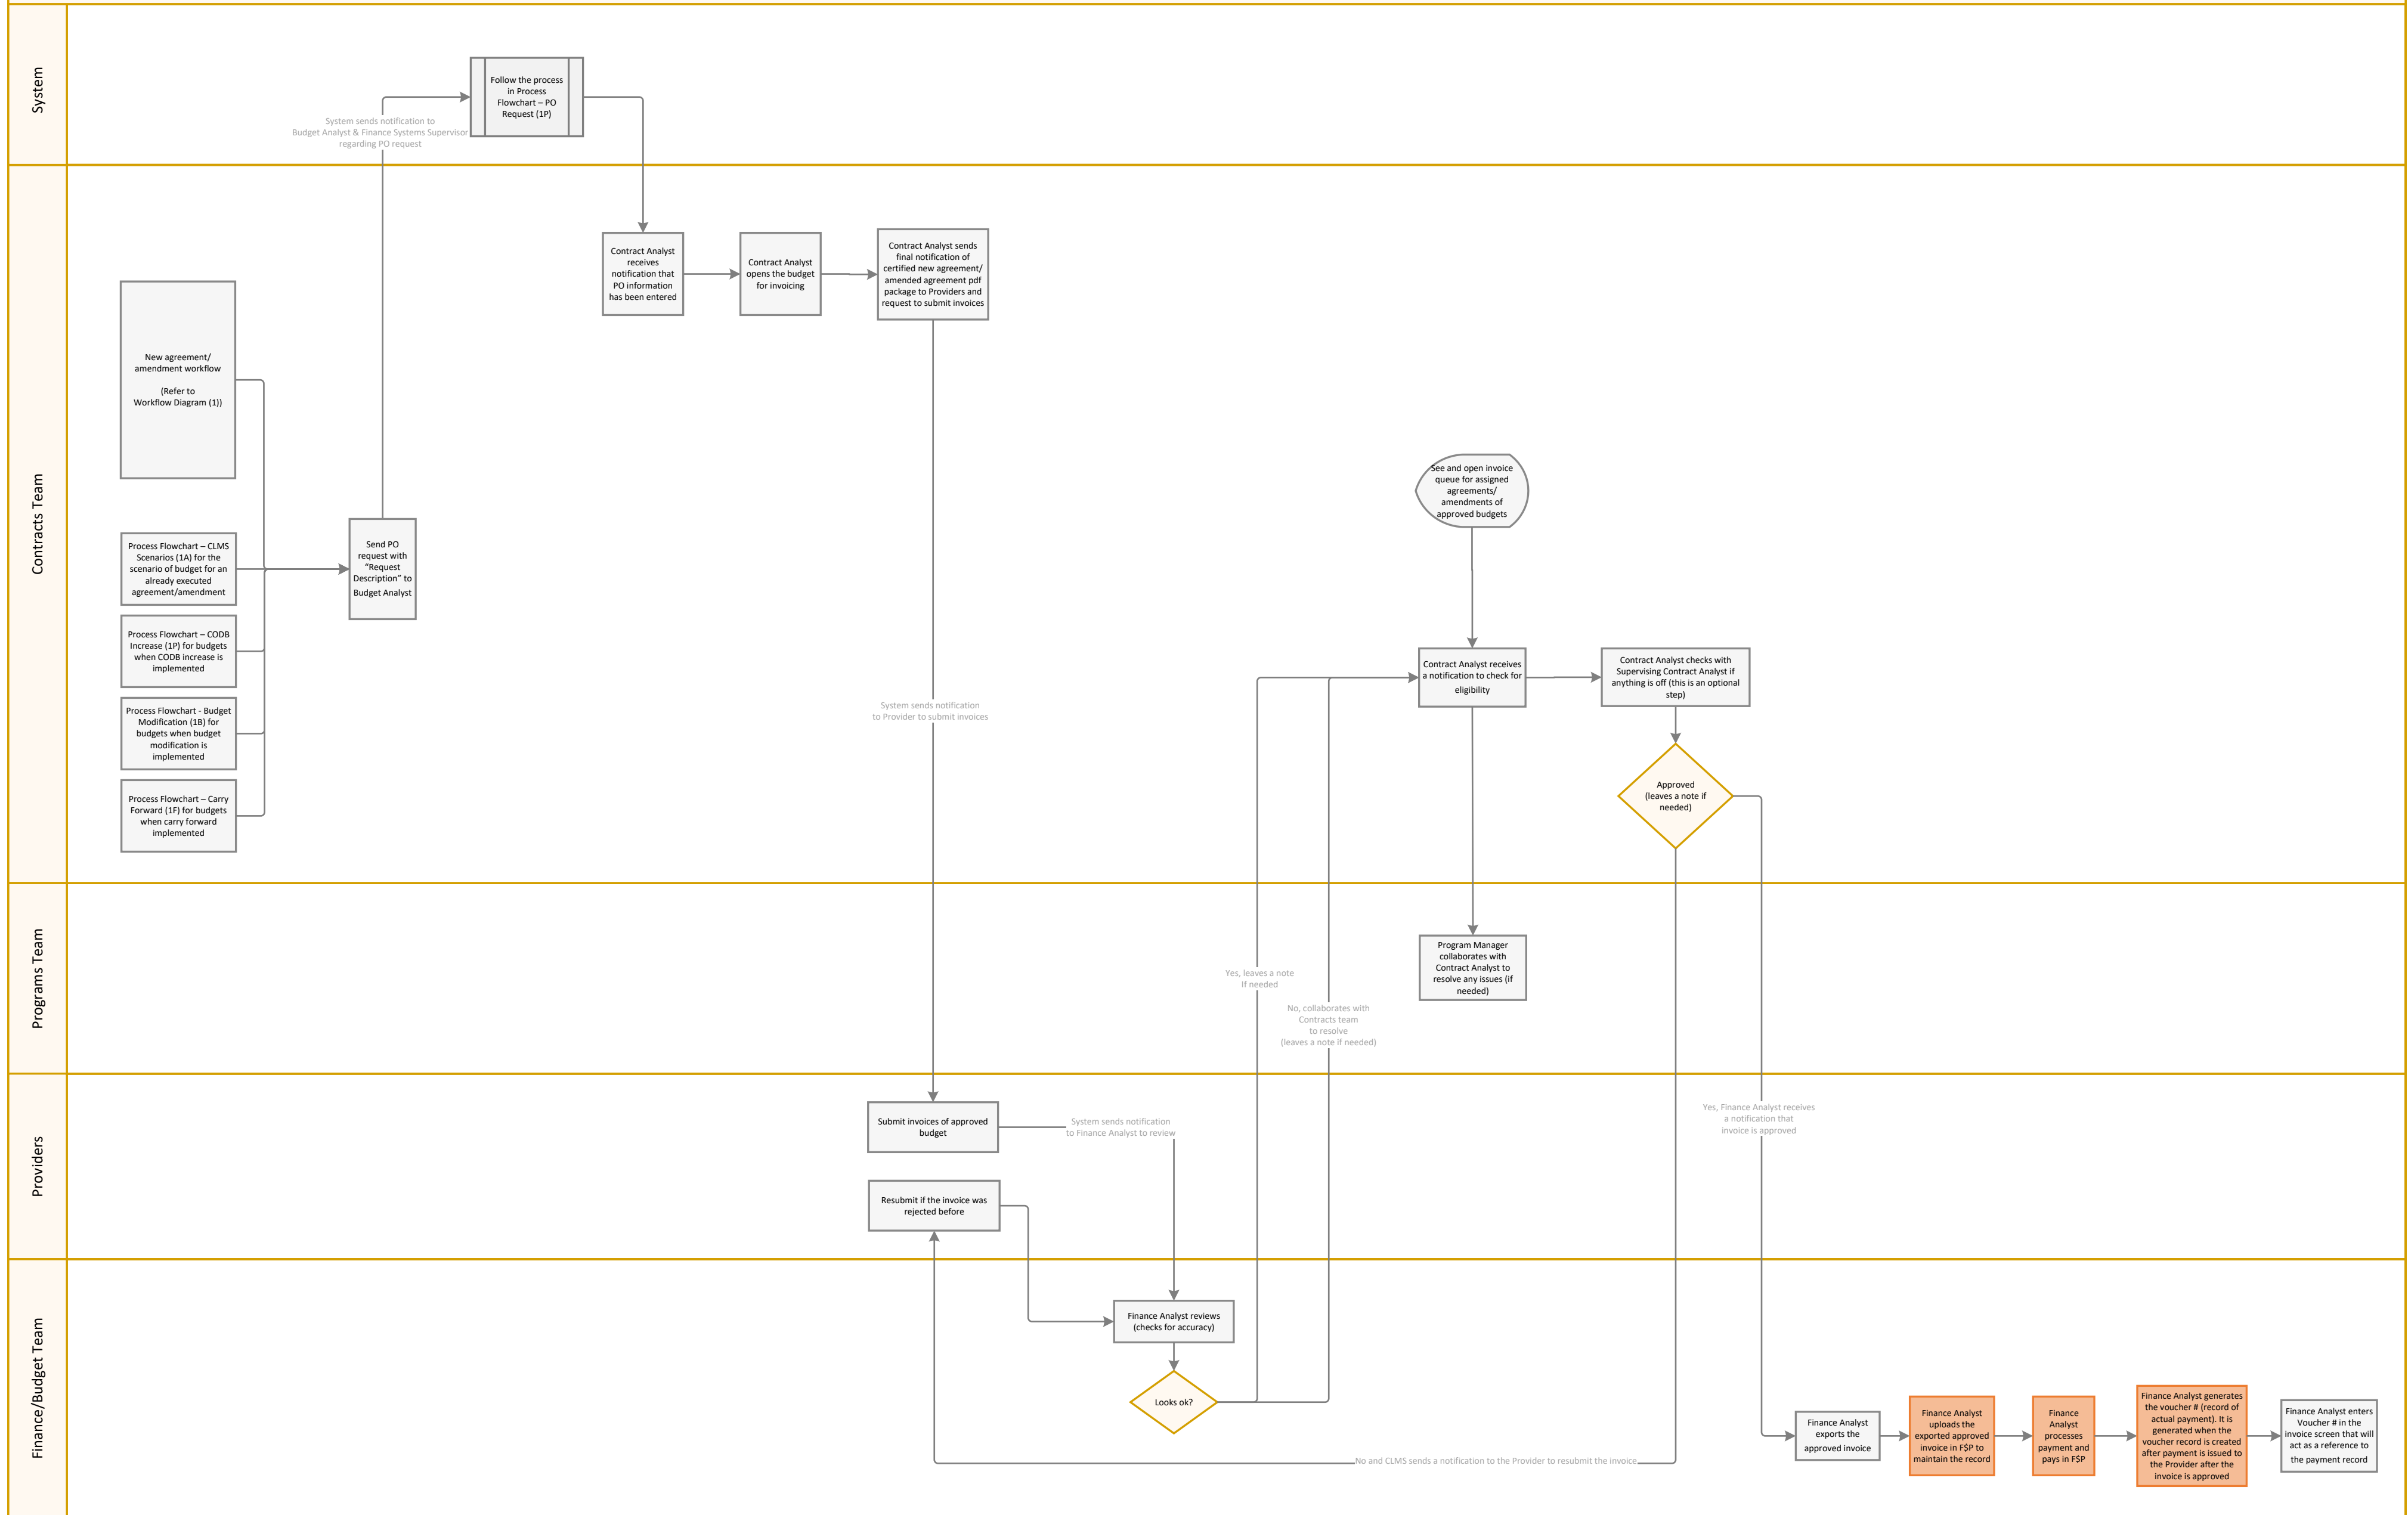 System
Follow the process
in Process
Flowchart – PO
Request (1P)
System sends notification to
Budget Analyst & Finance Systems Supervisor
regarding PO request
Contracts Team
Contract Analyst
receives
notification that
PO information
has been entered
Contract Analyst
opens the budget
for invoicing
Contract Analyst sends
final notification of
certified new agreement/
amended agreement pdf
package to Providers and
request to submit invoices
New agreement/
amendment workflow
(Refer to
Workflow Diagram (1))
Process Flowchart – CLMS
Scenarios (1A) for the
scenario of budget for an
already executed
agreement/amendment
Process Flowchart – CODB
Increase (1P) for budgets
when CODB increase is
implemented
Process Flowchart - Budget
Modification (1B) for
budgets when budget
modification is
implemented
Process Flowchart – Carry
Forward (1F) for budgets
when carry forward
implemented
Send PO
request with
“Request
Description” to
Budget Analyst
See and open invoice
queue for assigned
agreements/
amendments of
approved budgets
Contract Analyst receives
a notification to check for
eligibility
Contract Analyst checks with
Supervising Contract Analyst if
anything is off (this is an optional
step)
Approved
(leaves a note if
needed)
System sends notification
to Provider to submit invoices
Programs Team
Program Manager
collaborates with
Contract Analyst to
resolve any issues (if
needed)
Yes, leaves a note
if needed
No, collaborates with
Contracts team
to resolve
(leaves a note if needed)
Providers
Submit invoices of approved
budget
System sends notification
to Finance Analyst to review
Resubmit if the invoice was
rejected before
Yes, Finance Analyst receives
a notification that
invoice is approved
Finance/Budget Team
Finance Analyst reviews
(checks for accuracy)
Looks ok?
No and CLMS sends a notification to the Provider to resubmit the invoice
Finance Analyst
exports the
approved invoice
Finance Analyst
uploads the
exported approved
invoice in F$P to
maintain the record
Finance
Analyst
processes
payment and
pays in F$P
Finance Analyst generates
the voucher # (record of
actual payment). It is
generated when the
voucher record is created
after payment is issued to
the Provider after the
invoice is approved
Finance Analyst enters
Voucher # in the
invoice screen that will
act as a reference to
the payment record